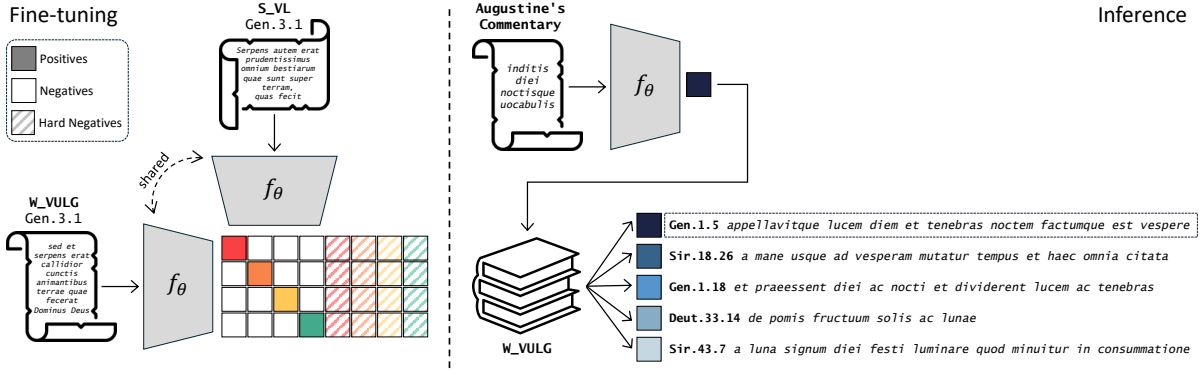 Fine-tuning
Positives
Negatives
Hard Negatives
S_VL
Gen.3.1
Serpens autem erat
prudentissimus
omnium bestiarum
quae sunt super
terram,
quas fecit
shared
fθ
W_VULG
Gen.3.1
sed et
serpens erat
callidior
cunctis
animantibus
terrae quae
fecerat
Dominus Deus
fθ
Inference
Augustine's
Commentary
inditis
diei
noctisque
uocabulis
fθ
W_VULG
Gen.1.5 appellavitque lucem diem et tenebras noctem factumque est vespere
Sir.18.26 a mane usque ad vesperam mutatur tempus et haec omnia citata
Gen.1.18 et praeessent diei ac nocti et dividerent lucem ac tenebras
Deut.33.14 de pomis fructuum solis ac lunae
Sir.43.7 a luna signum diei festi luminare quod minuitur in consummatione